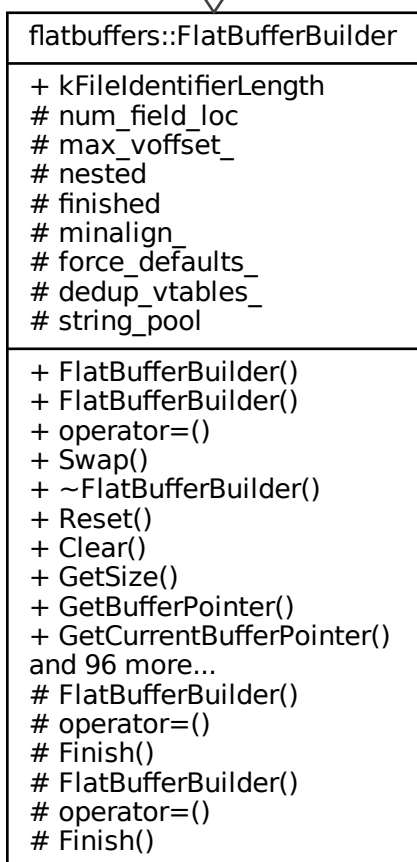 flatbuffers::FlatBufferBuilder
+ kFileIdentifierLength
# num_field_loc
# max_voffset_
# nested
# finished
# minalign_
# force_defaults_
# dedup_vtables_
# string_pool
+ FlatBufferBuilder()
+ FlatBufferBuilder()
+ operator=()
+ Swap()
+ ~FlatBufferBuilder()
+ Reset()
+ Clear()
+ GetSize()
+ GetBufferPointer()
+ GetCurrentBufferPointer()
and 96 more...
# FlatBufferBuilder()
# operator=()
# Finish()
# FlatBufferBuilder()
# operator=()
# Finish()